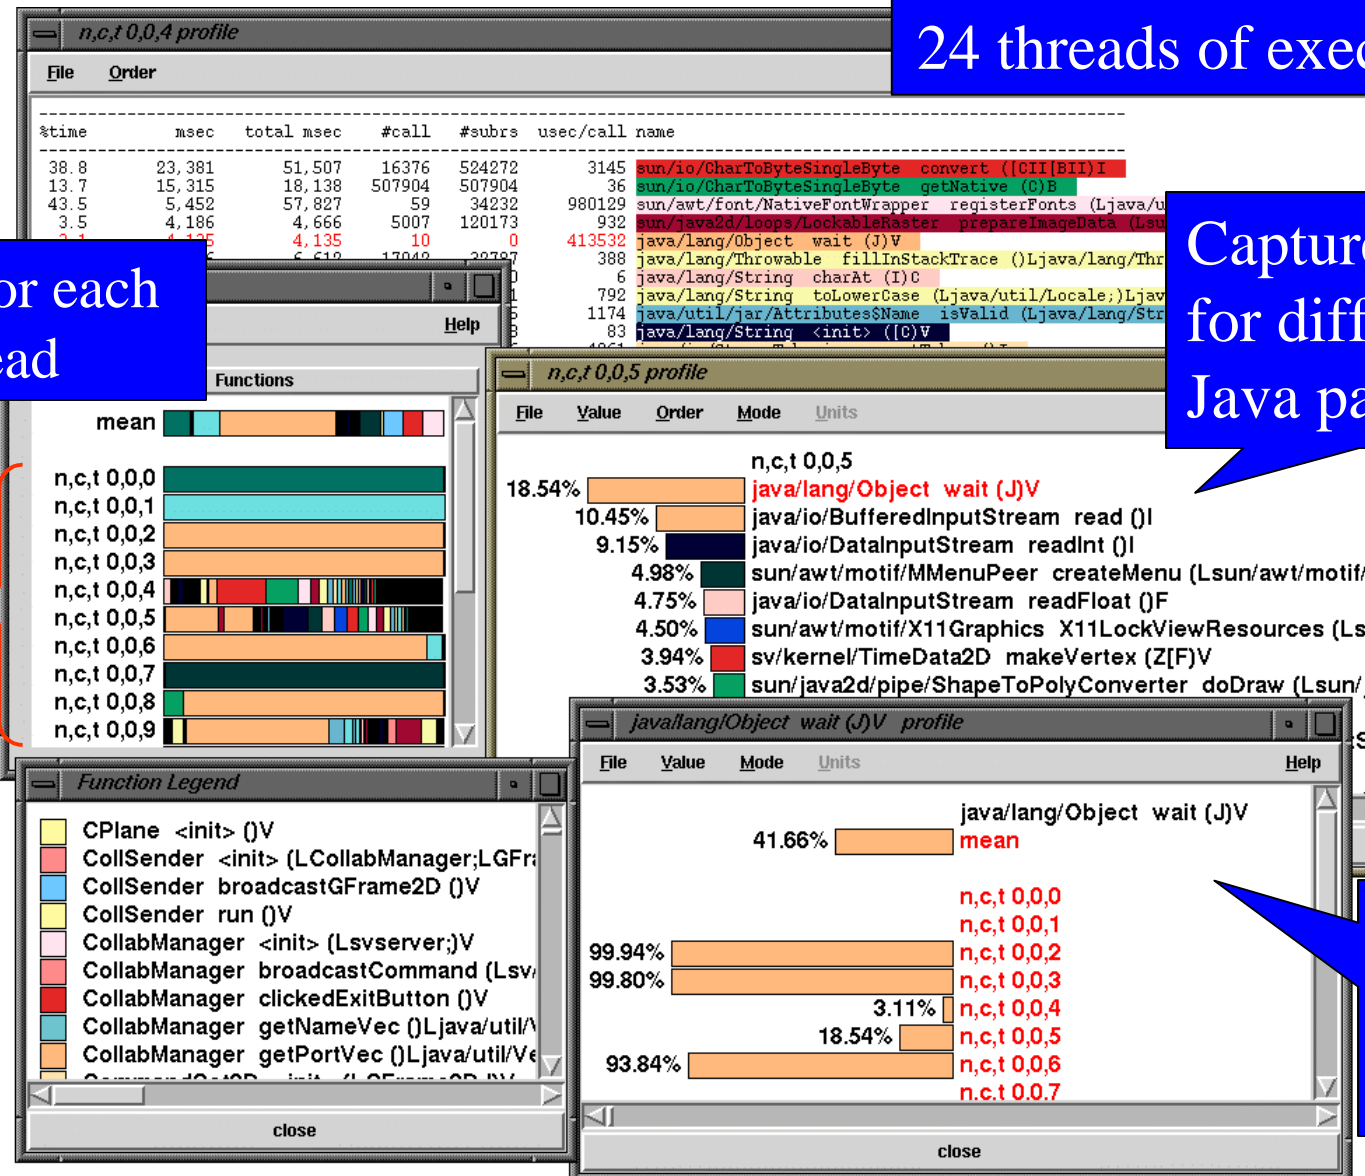 n,c,t 0,0,4 profile
24 threads of exec
File Order
%time msec total msec #call #subrs usec/call name
38.8 23,381 51,507 16376 524272 3145 sun/io/CharToByteSingleByte convert ([CII[BII)I
13.7 15,315 18,138 507904 507904 36 sun/io/CharToByteSingleByte getNative (C)B
43.5 5,452 57,827 59 34232 980129 sun/awt/font/NativeFontWrapper registerFonts (Ljava/u
3.5 4,186 4,666 5007 120173 932 sun/java2d/loops/LockableRaster prepareImageData (Lsu
4,135 10 0 413532 java/lang/Object wait (J)V
388 java/lang/Throwable fillInStackTrace ()Ljava/lang/Thr
6 java/lang/String charAt (I)C
792 java/lang/String toLowerCase (Ljava/util/Locale;)Ljav
1174 java/util/jar/Attributes$Name isValid (Ljava/lang/Str
83 java/lang/String <init> ([C)V
or each
ead
Capture
for diff
Java pa
Help
Functions
mean
n,c,t 0,0,0
n,c,t 0,0,1
n,c,t 0,0,2
n,c,t 0,0,3
n,c,t 0,0,4
n,c,t 0,0,5
n,c,t 0,0,6
n,c,t 0,0,7
n,c,t 0,0,8
n,c,t 0,0,9
n,c,t 0,0,5 profile
File Value Order Mode Units
n,c,t 0,0,5
18.54% java/lang/Object wait (J)V
10.45% java/io/BufferedInputStream read ()I
9.15% java/io/DataInputStream readInt ()I
4.98% sun/awt/motif/MMenuPeer createMenu (Lsun/awt/motif/
4.75% java/io/DataInputStream readFloat ()F
4.50% sun/awt/motif/X11Graphics X11LockViewResources (Ls
3.94% sv/kernel/TimeData2D makeVertex (Z[F)V
3.53% sun/java2d/pipe/ShapeToPolyConverter doDraw (Lsun/
Function Legend
CPlane <init> ()V
CollSender <init> (LCollabManager;LGFra
CollSender broadcastGFrame2D ()V
CollSender run ()V
CollabManager <init> (Lsvserver;)V
CollabManager broadcastCommand (Lsv/
CollabManager clickedExitButton ()V
CollabManager getNameVec ()Ljava/util/V
CollabManager getPortVec ()Ljava/util/Ve
close
java/lang/Object wait (J)V profile
File Value Mode Units Help
java/lang/Object wait (J)V
41.66% mean
n,c,t 0,0,0
n,c,t 0,0,1
99.94% n,c,t 0,0,2
99.80% n,c,t 0,0,3
3.11% n,c,t 0,0,4
18.54% n,c,t 0,0,5
93.84% n,c,t 0,0,6
n,c,t 0,0,7
close